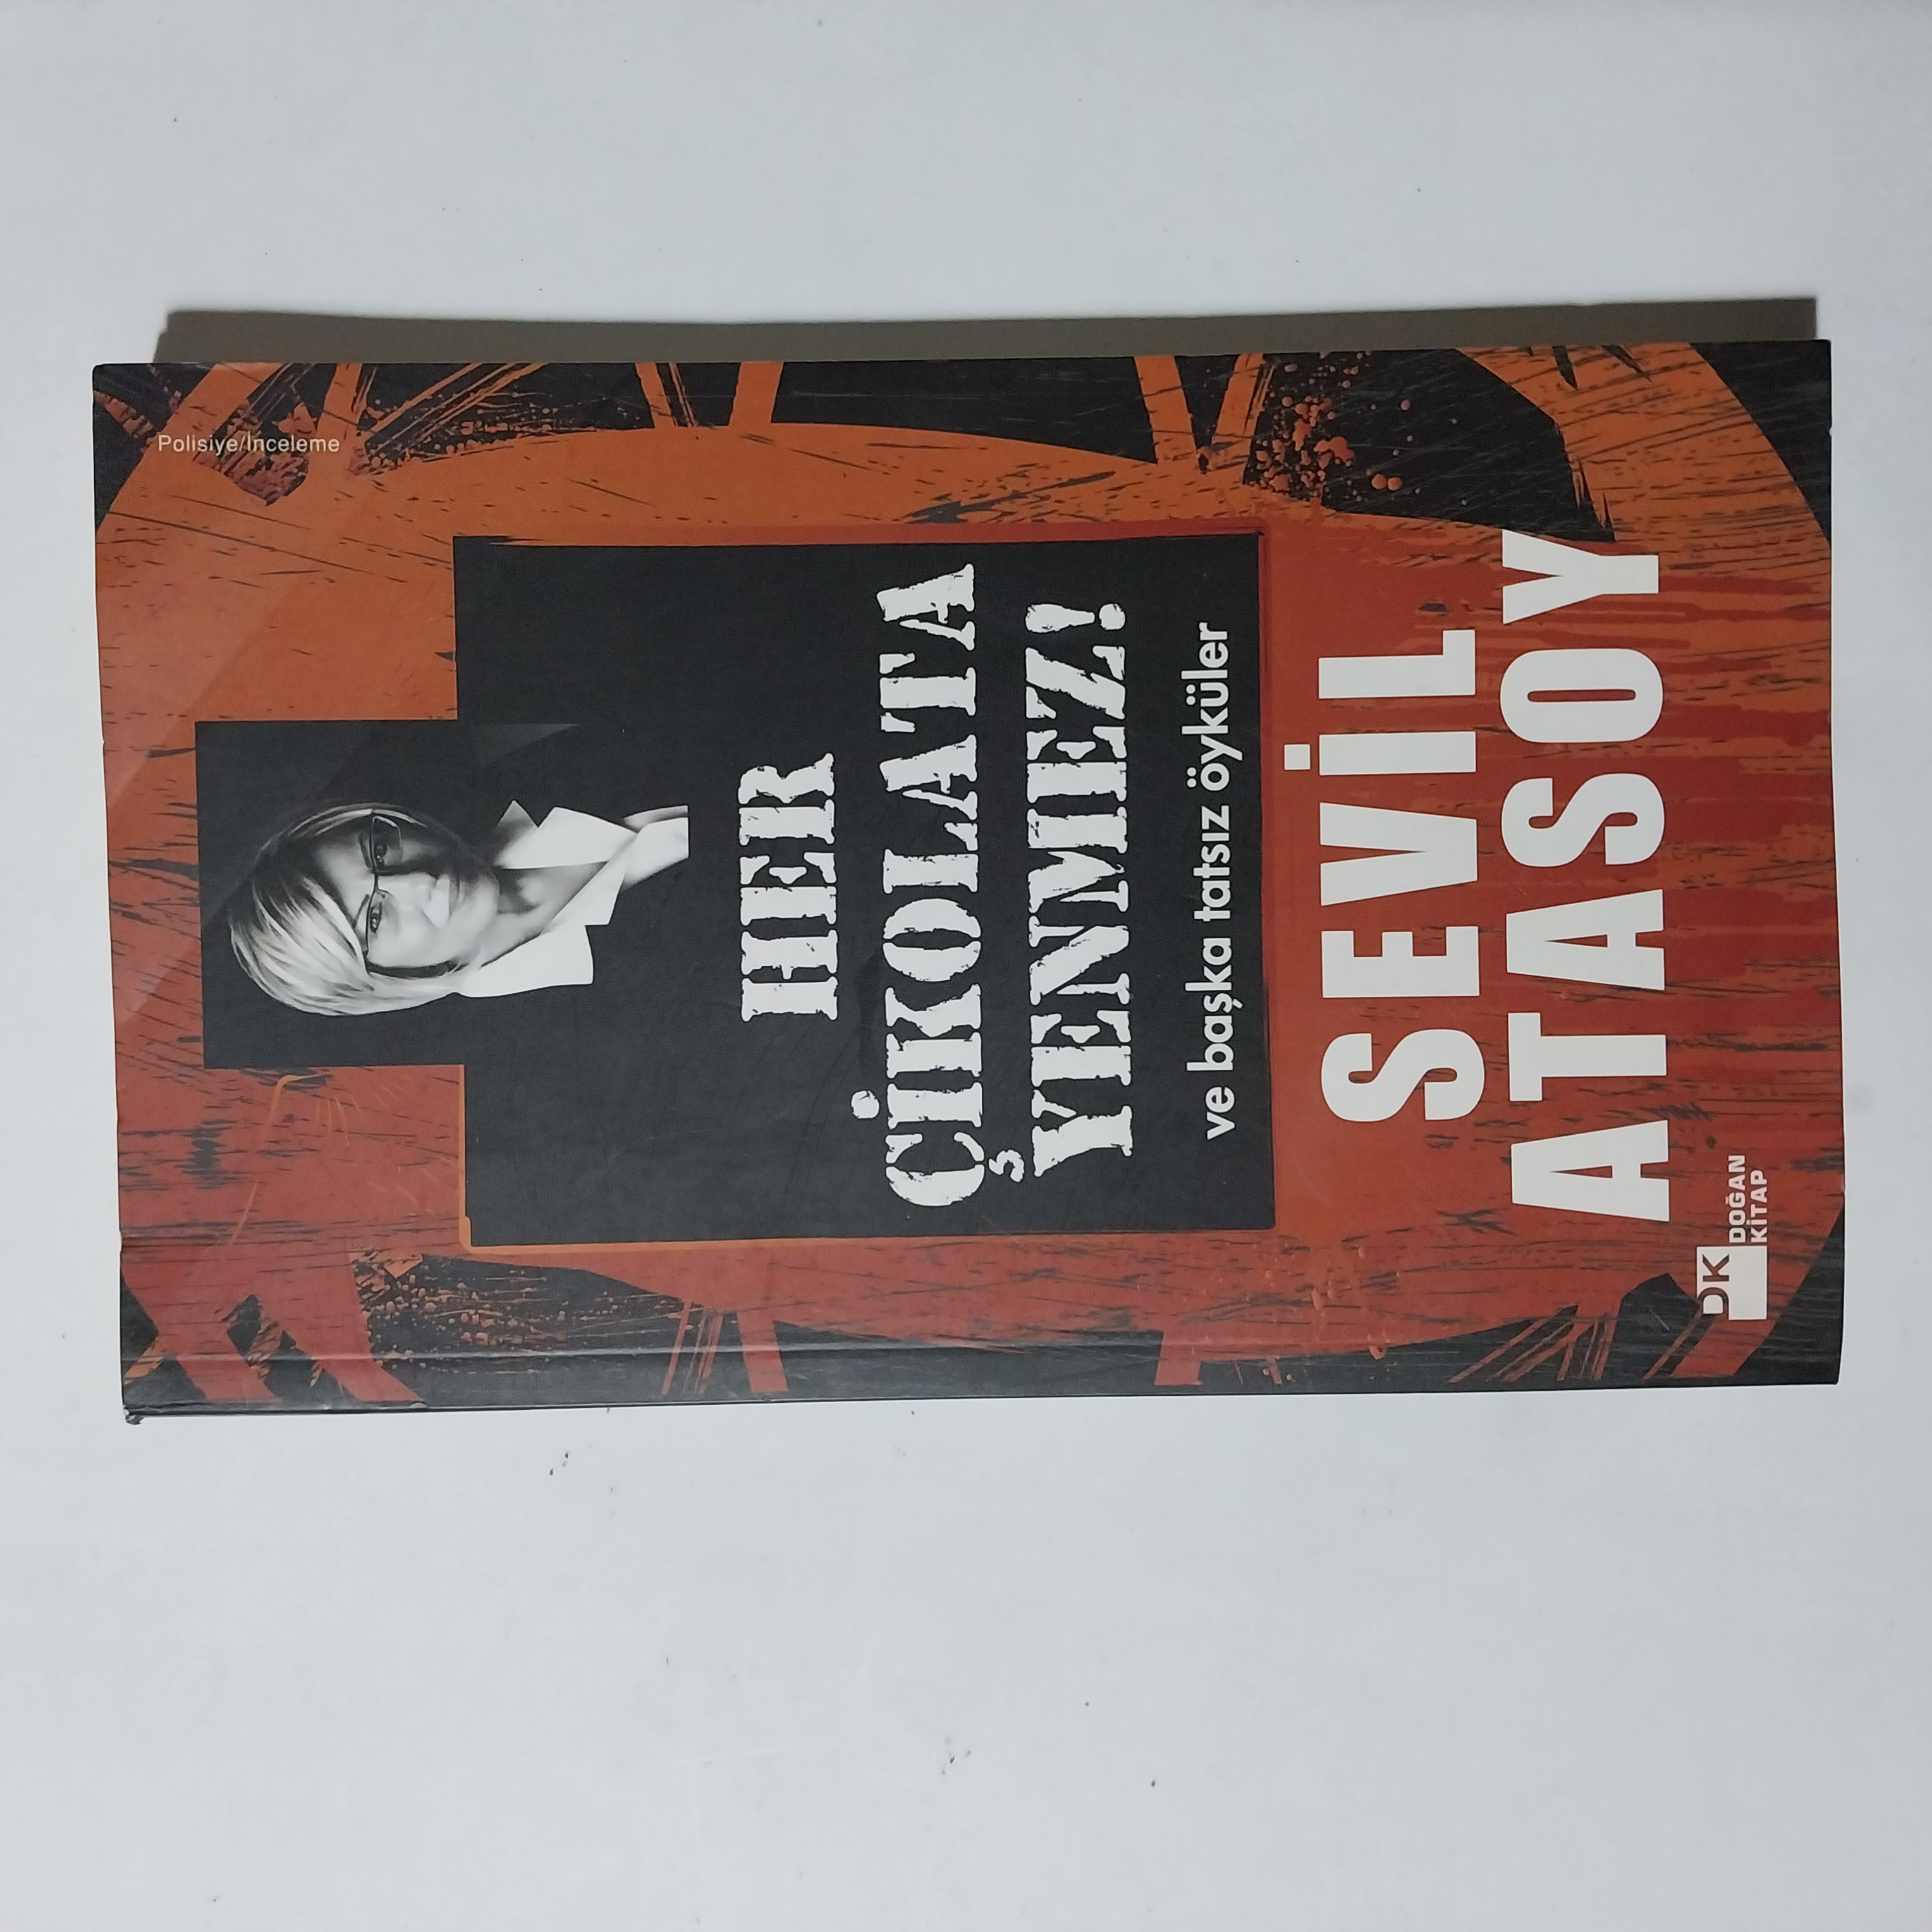 Polisiye/İnceleme
HER
ÇİKOLATA
YENMEZ!
ve başka tatsız öyküler
SEVİL
ATASOY
DK
DOĞAN
KİTAP